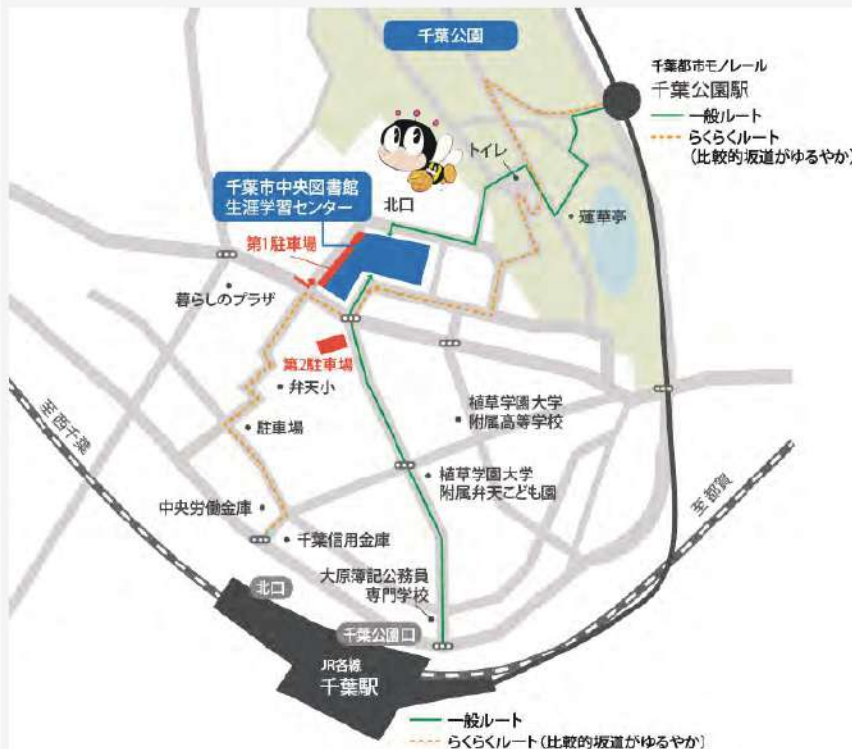 千葉公園
千葉都市モノレール
千葉公園駅
一般ルート
らくらくルート
(比較的坂道がゆるやか)
トイレ
千葉市中央図書館
生涯学習センター
北口
蓮華亭
第1駐車場
暮らしのプラザ
第2駐車場
弁天小
至西千葉
駐車場
植草学園大学
附属高等学校
植草学園大学
附属弁天こども園
至都賀
中央労働金庫
千葉信用金庫
大原簿記公務員
専門学校
北口
千葉公園口
JR各線
千葉駅
一般ルート
らくらくルート(比較的坂道がゆるやか)